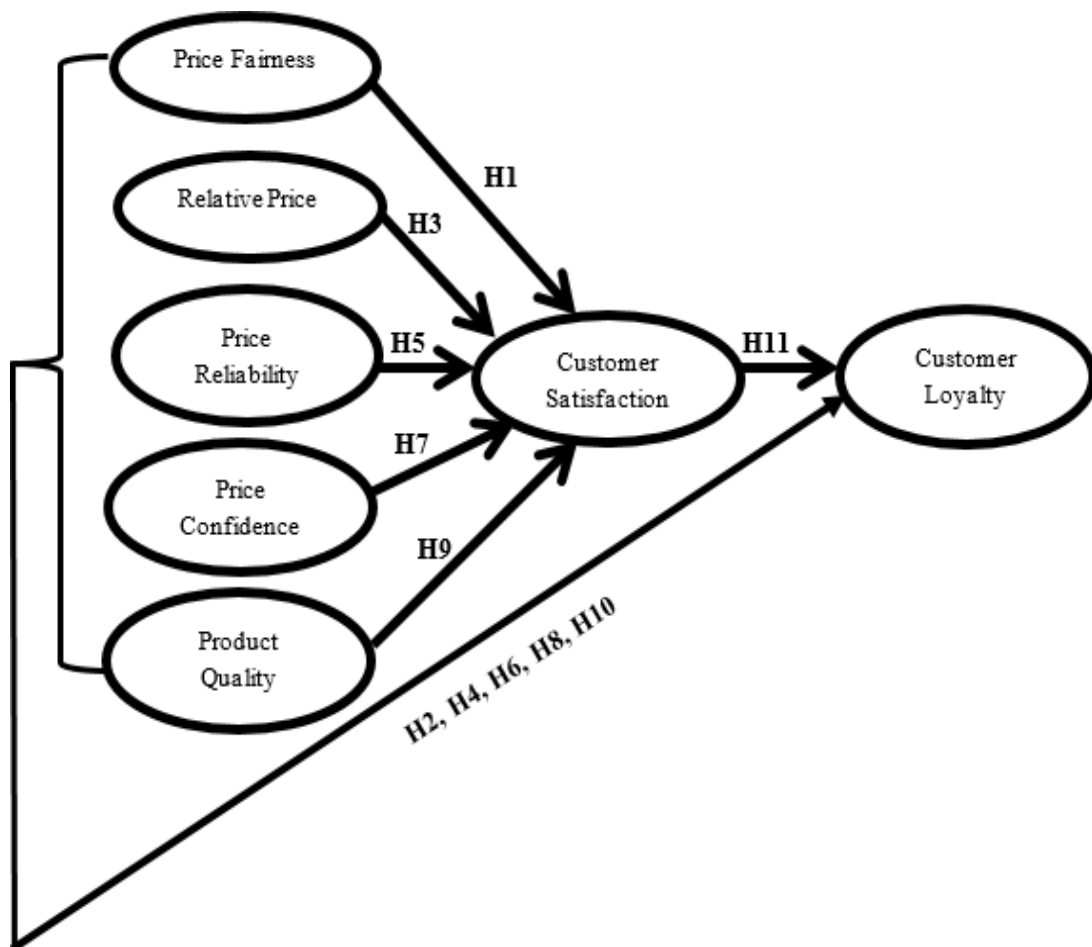 Price Fairness
H1
Relative Price
H3
Price
Reliability
H5
Customer
Satisfaction
H11
Customer
Loyalty
H7
Price
Confidence
H9
Product
Quality
H2, H4, H6, H8, H10